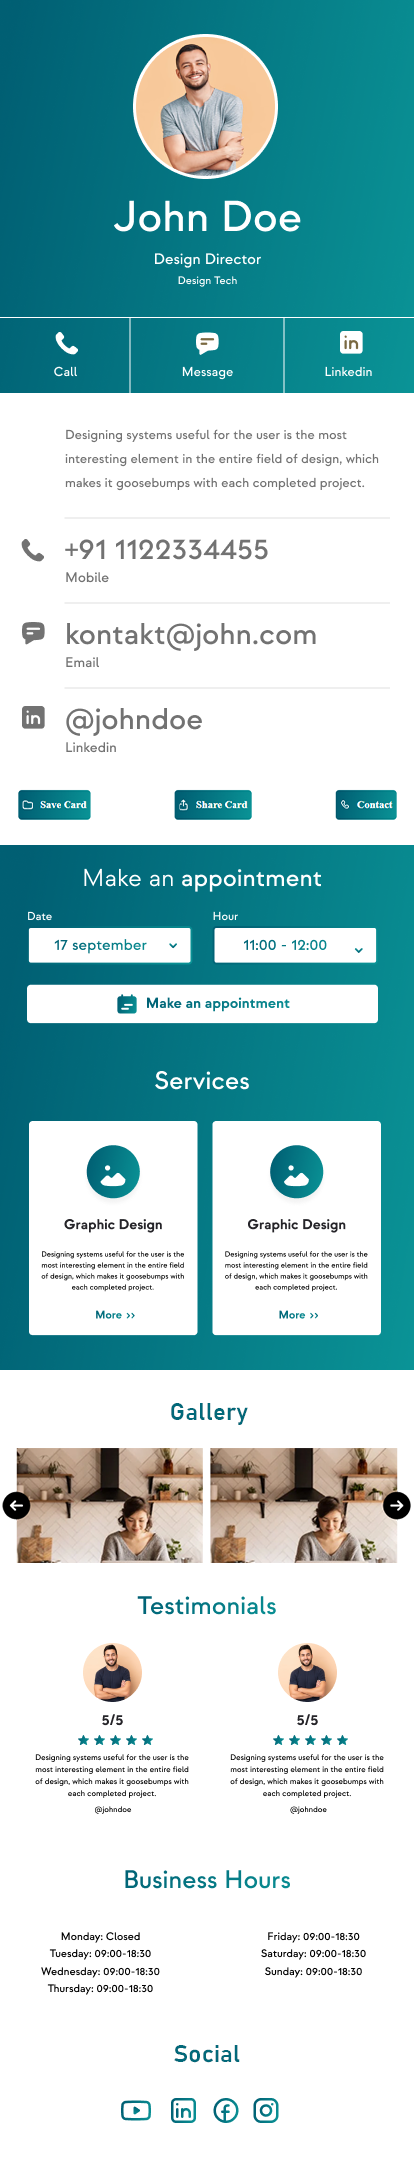 John Doe
Design Director
Design Tech
Call
Message
in
Linkedin
Designing systems useful for the user is the most
interesting element in the entire field of design, which
makes it goosebumps with each completed project.
+91 1122334455
Mobile
kontakt@john.com
Email
in
@johndoe
Linkedin
Save Card
Share Card
Contact
Make an appointment
Date
Hour
17 september
11:00 - 12:00
Make an appointment
Services
Graphic Design
Designing systems useful for the user is the
most interesting element in the entire field
of design, which makes it goosebumps with
each completed project.
More >>
Graphic Design
Designing systems useful for the user is the
most interesting element in the entire field
of design, which makes it goosebumps with
each completed project.
More >>
Gallery
Testimonials
5/5
Designing systems useful for the user is the
most interesting element in the entire field
of design, which makes it goosebumps with
each completed project.
@johndoe
5/5
Designing systems useful for the user is the
most interesting element in the entire field
of design, which makes it goosebumps with
each completed project.
@johndoe
Business Hours
Monday: Closed
Tuesday: 09:00-18:30
Wednesday: 09:00-18:30
Thursday: 09:00-18:30
Friday: 09:00-18:30
Saturday: 09:00-18:30
Sunday: 09:00-18:30
Social
in